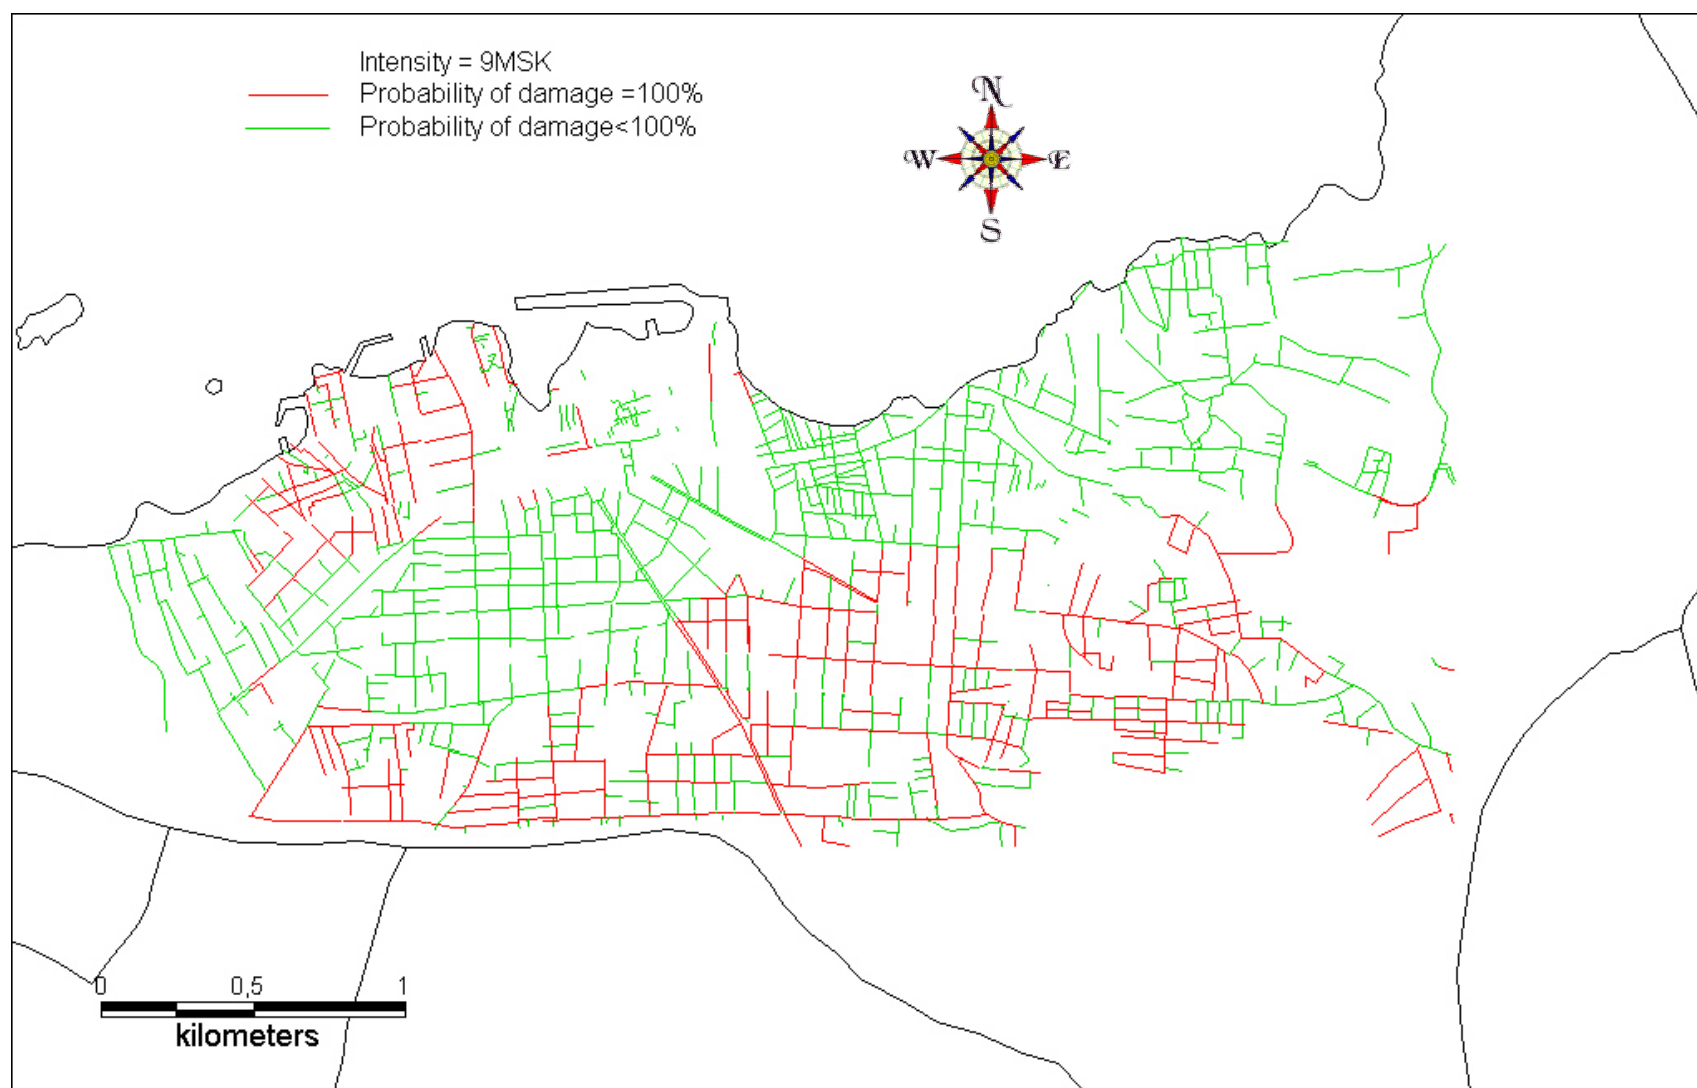 Intensity = 9MSK
Probability of damage =100%
Probability of damage<100%
N
W E
S
0 0,5 1
kilometers